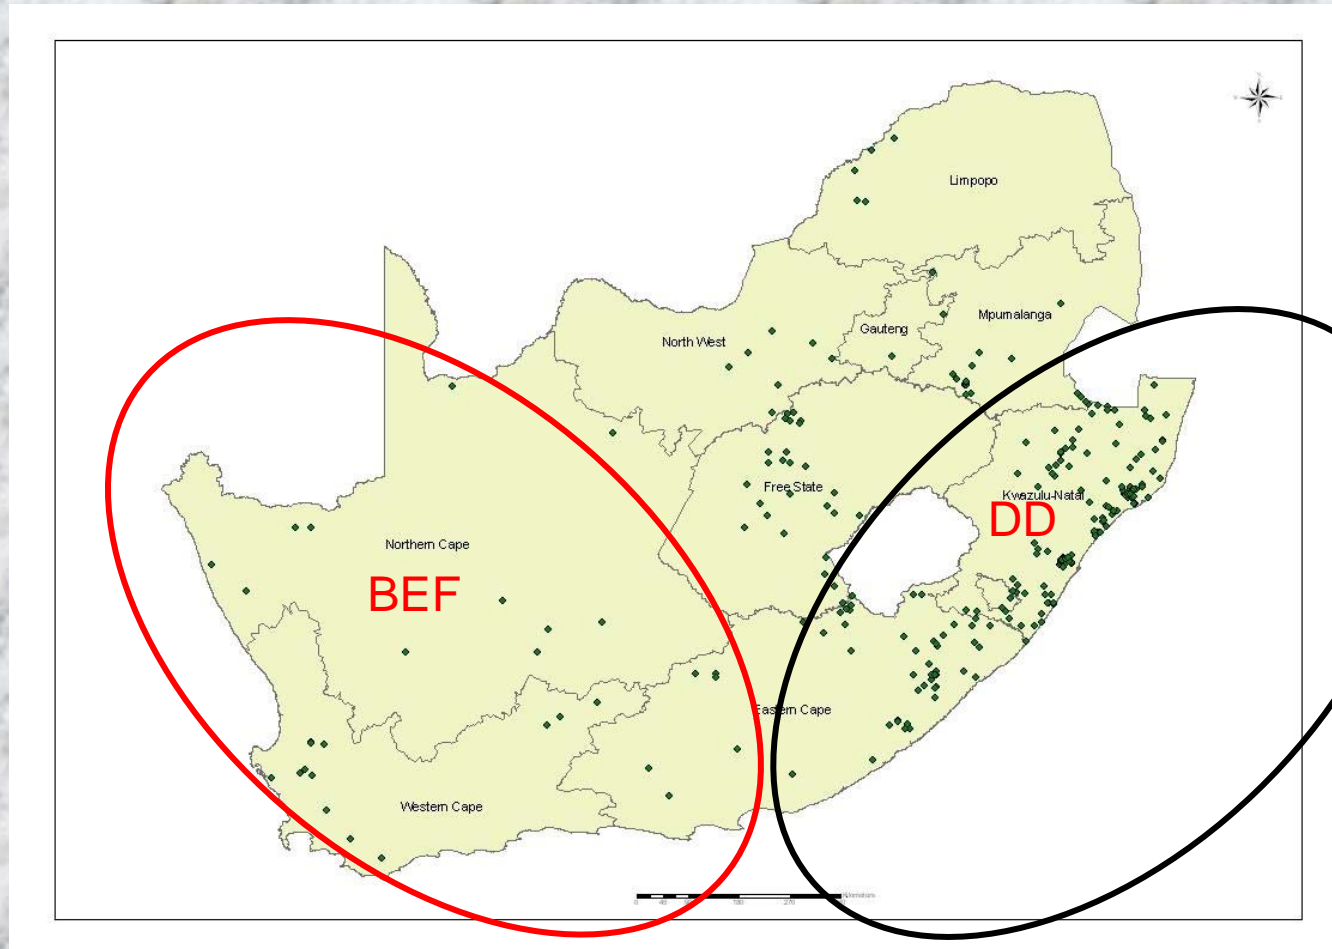 Limpopo
Mpumalanga
Gauteng
North West
Free State
Kwazulu-Natal
DD
Northern Cape
BEF
Eastern Cape
Western Cape